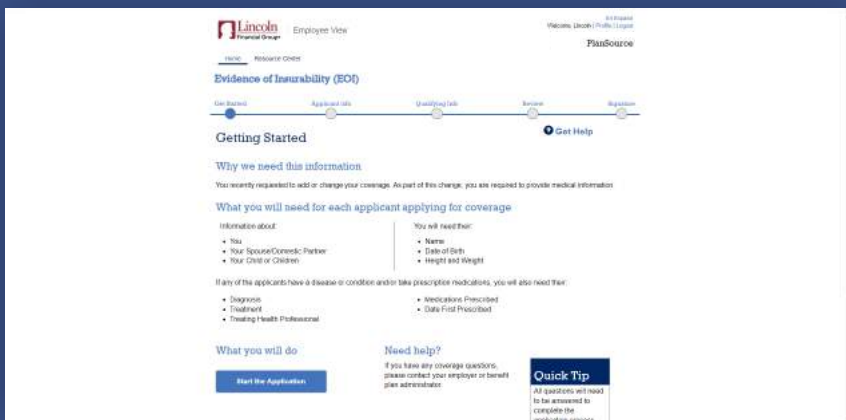 Lincoln
Financial Group
Employee View
Welcome, Lincoln | Profile | Logout
PlanSource
Home Resource Center
Evidence of Insurability (EOI)
Get Started Applicant Info Qualifying Info Review Signature
Getting Started
Get Help
Why we need this information
You recently requested to add or change your coverage. As part of this change, you are required to provide medical information
What you will need for each applicant applying for coverage
Information about:
• You
• Your Spouse/Domestic Partner
• Your Child or Children
You will need their:
• Name
• Date of Birth
• Height and Weight
If any of the applicants have a disease or condition and/or take prescription medications, you will also need their:
• Diagnosis
• Treatment
• Treating Health Professional
• Medications Prescribed
• Date First Prescribed
What you will do
Start the Application
Need help?
If you have any coverage questions,
please contact your employer or benefit
plan administrator.
Quick Tip
All questions will need
to be answered to
complete the